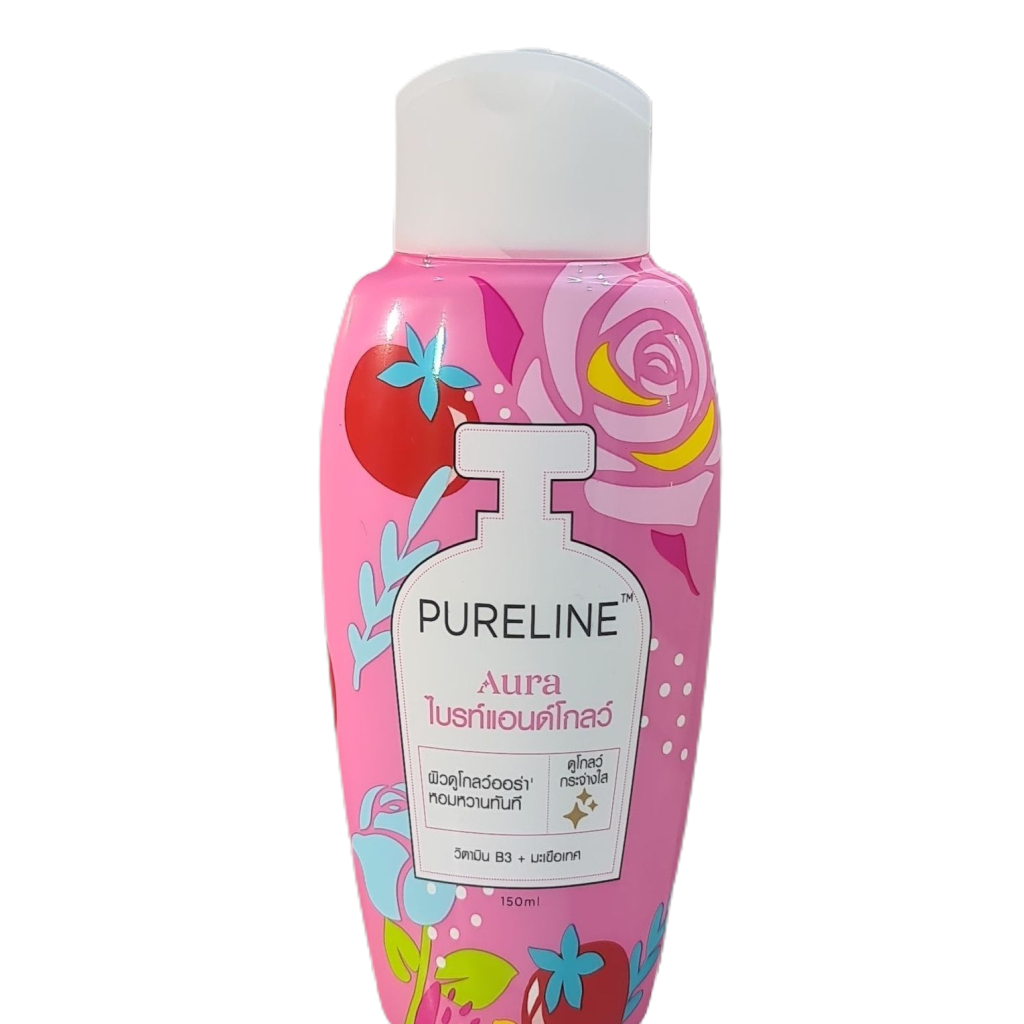 PURELINE™
Aura
ไบรท์แอนด์โกลว์
ผิวดูโกลว์ออร่า¹
หอมหวานทันที
ดูโกลว์
กระจ่างใส
วิตามิน B3 + มะเขือเทศ
150ml